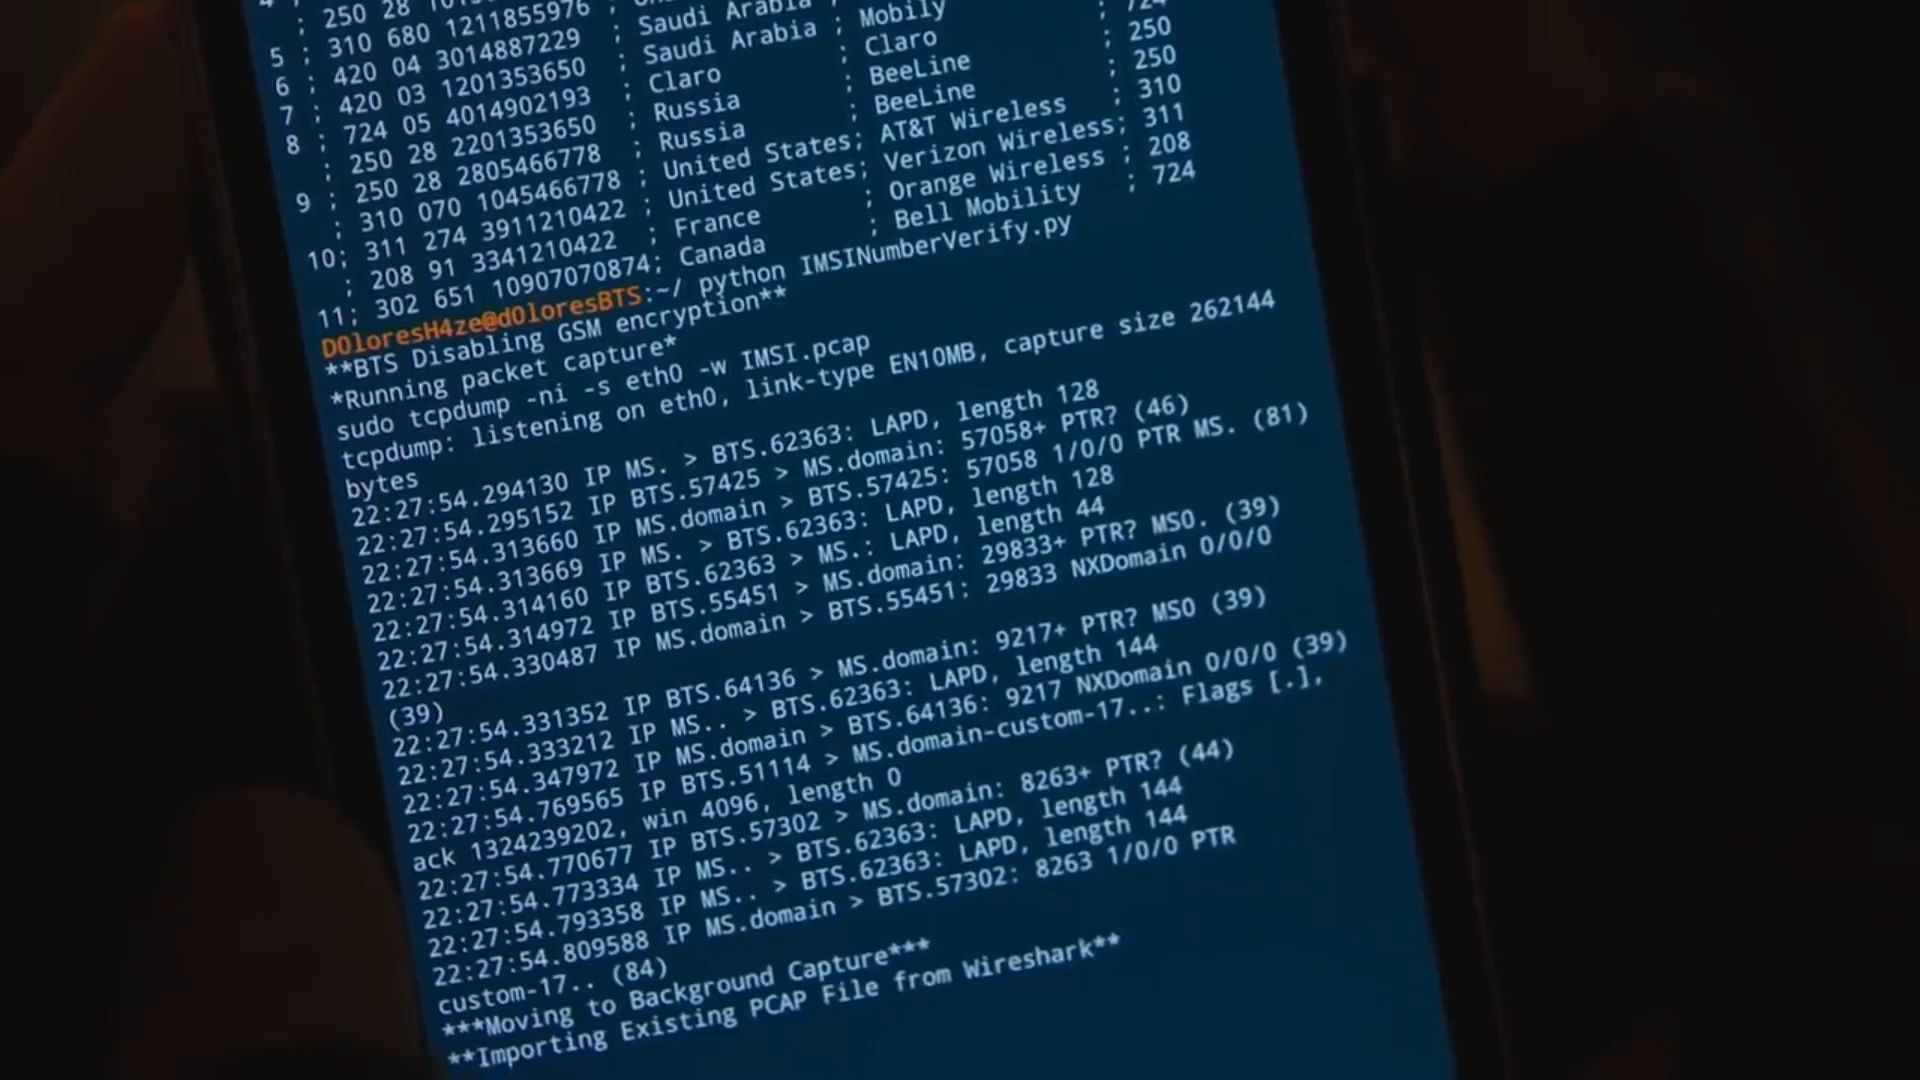 250 28
5 ; 310 680 1211855976 ;
6 ; 420 04 3014887229 ; Saudi Arabia ; Mobily
7 ; 420 03 1201353650 ; Saudi Arabia ; Claro ; 250
8 ; 724 05 4014902193 ; Claro ; BeeLine ; 250
; 250 28 2201353650 ; Russia ; BeeLine ; 310
9 ; 250 28 2805466778 ; Russia ; AT&T Wireless ; 311
; 310 070 1045466778 ; United States; Verizon Wireless; 208
10; 311 274 3911210422 ; United States; Orange Wireless ; 724
; 208 91 3341210422 ; France ; Bell Mobility ;
11; 302 651 10907070874; Canada ;
D0loresH4ze@d0loresBTS:~/ python IMSINumberVerify.py
**BTS Disabling GSM encryption**
*Running packet capture*
sudo tcpdump -ni -s eth0 -w IMSI.pcap
tcpdump: listening on eth0, link-type EN10MB, capture size 262144
bytes
22:27:54.294130 IP MS. > BTS.62363: LAPD, length 128
22:27:54.295152 IP BTS.57425 > MS.domain: 57058+ PTR? (46)
22:27:54.313660 IP MS.domain > BTS.57425: 57058 1/0/0 PTR MS. (81)
22:27:54.313669 IP MS. > BTS.62363: LAPD, length 128
22:27:54.314160 IP BTS.62363 > MS.: LAPD, length 44
22:27:54.314972 IP BTS.55451 > MS.domain: 29833+ PTR? MS0. (39)
22:27:54.330487 IP MS.domain > BTS.55451: 29833 NXDomain 0/0/0
(39)
22:27:54.331352 IP BTS.64136 > MS.domain: 9217+ PTR? MS0 (39)
22:27:54.333212 IP MS.. > BTS.62363: LAPD, length 144
22:27:54.347972 IP MS.domain > BTS.64136: 9217 NXDomain 0/0/0 (39)
22:27:54.769565 IP BTS.51114 > MS.domain-custom-17..: Flags [.],
ack 1324239202, win 4096, length 0
22:27:54.770677 IP BTS.57302 > MS.domain: 8263+ PTR? (44)
22:27:54.773334 IP MS.. > BTS.62363: LAPD, length 144
22:27:54.793358 IP MS.. > BTS.62363: LAPD, length 144
22:27:54.809588 IP MS.domain > BTS.57302: 8263 1/0/0 PTR
custom-17.. (84)
***Moving to Background Capture***
**Importing Existing PCAP File from Wireshark**